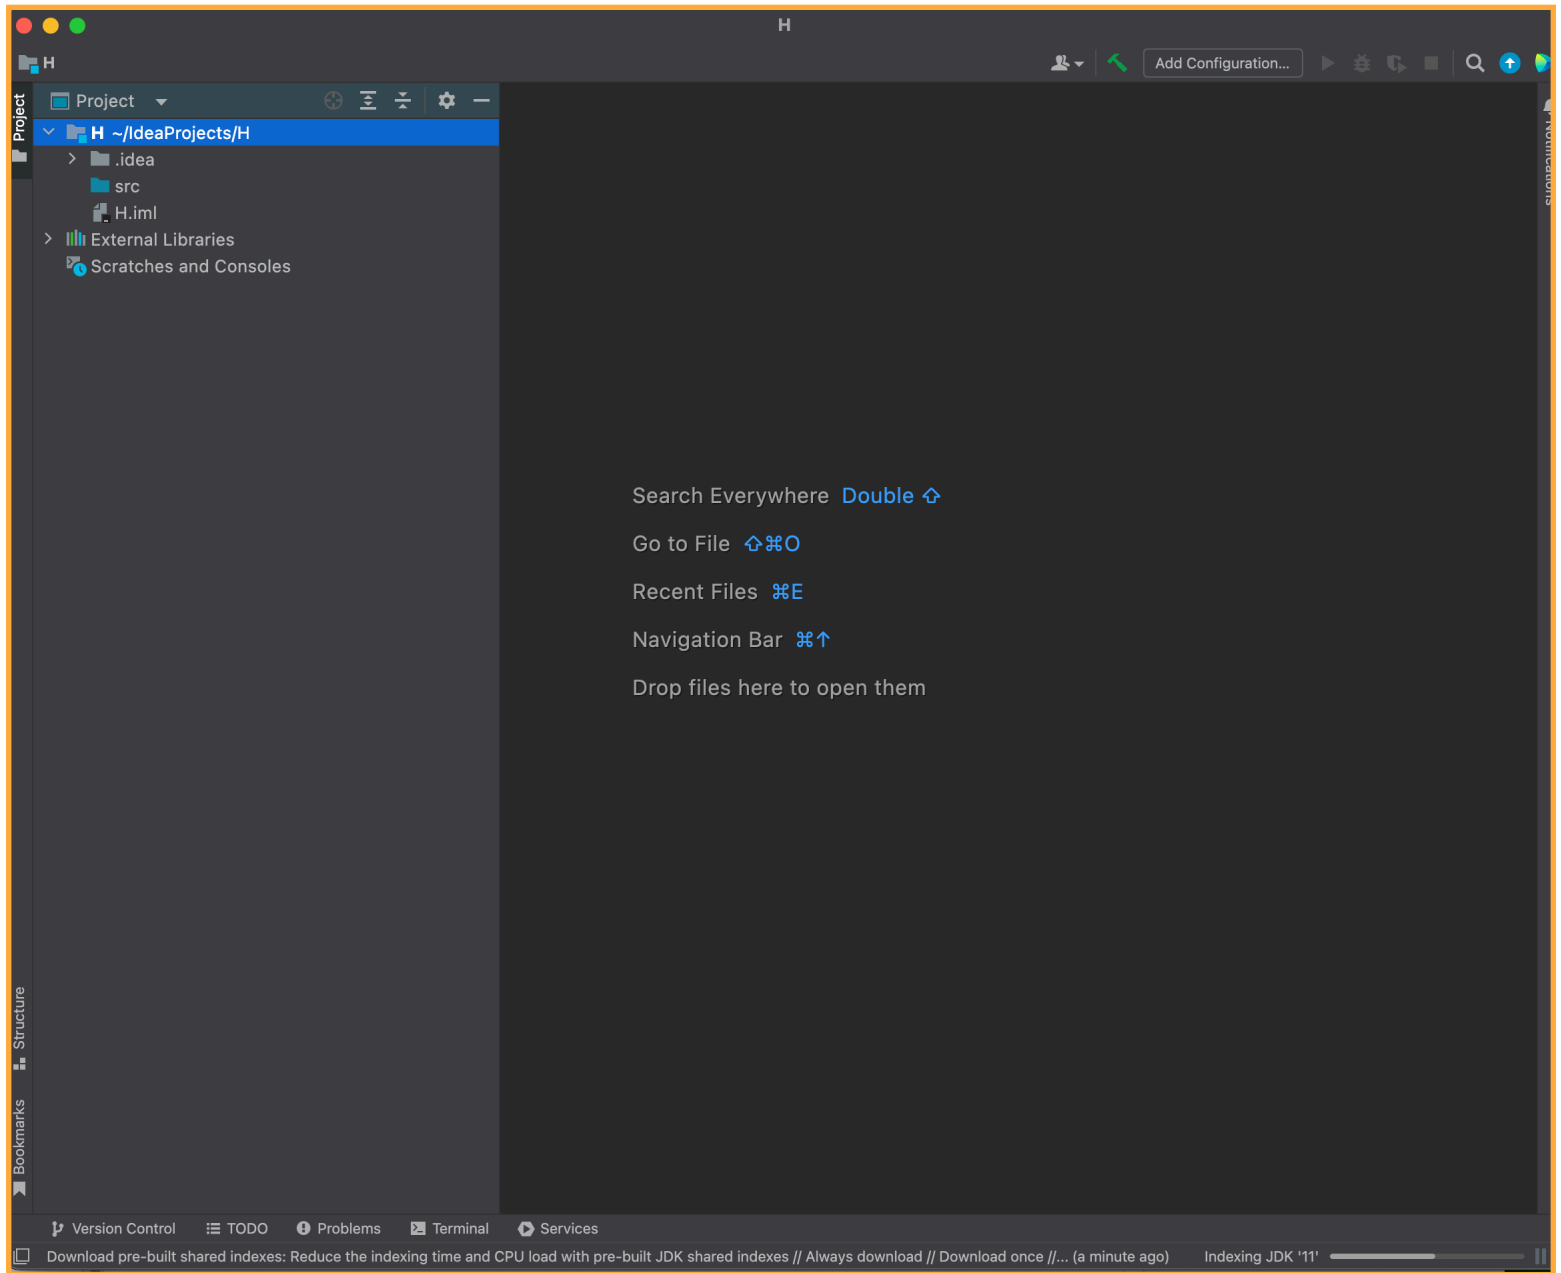 H
H
Add Configuration...
Project
Project
H ~/IdeaProjects/H
.idea
src
H.iml
External Libraries
Scratches and Consoles
Notifications
Search Everywhere Double ⇧
Go to File ⇧⌘O
Recent Files ⌘E
Navigation Bar ⌘↑
Drop files here to open them
Structure
Bookmarks
Version Control TODO Problems Terminal Services
Download pre-built shared indexes: Reduce the indexing time and CPU load with pre-built JDK shared indexes // Always download // Download once //... (a minute ago) Indexing JDK '11'